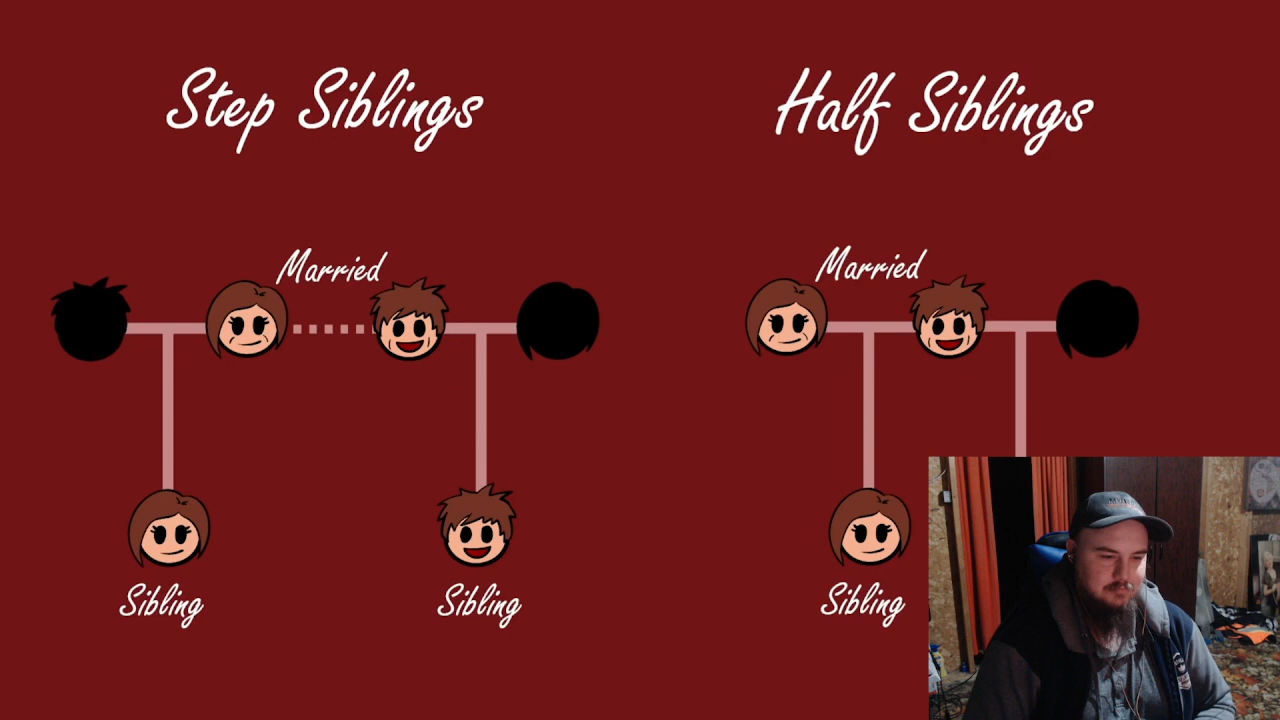 Step Siblings
Half Siblings
Married
Married
Sibling
Sibling
Sibling